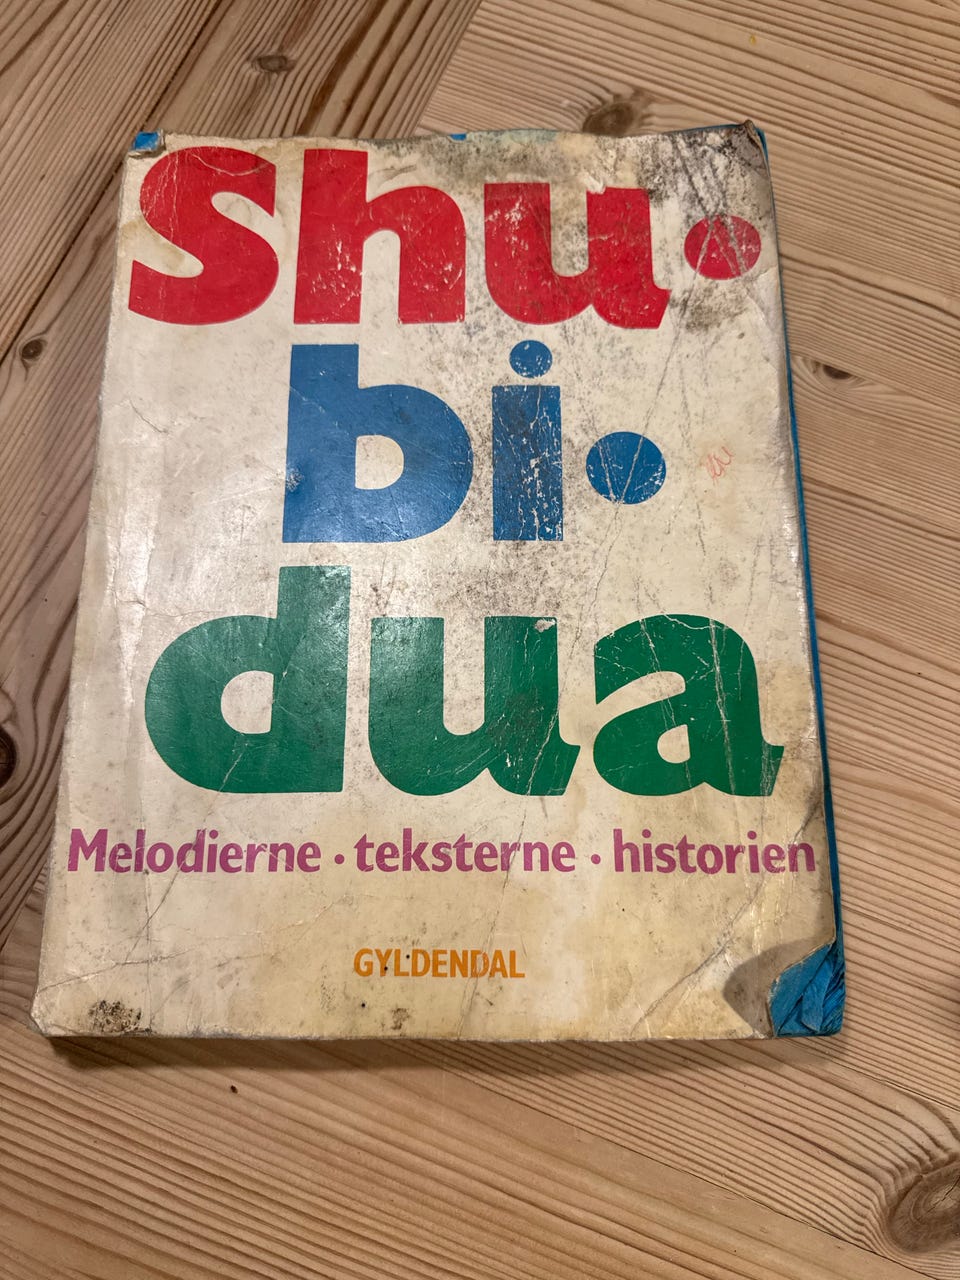 Shu·
bi·
dua
Melodierne · teksterne · historien
GYLDENDAL